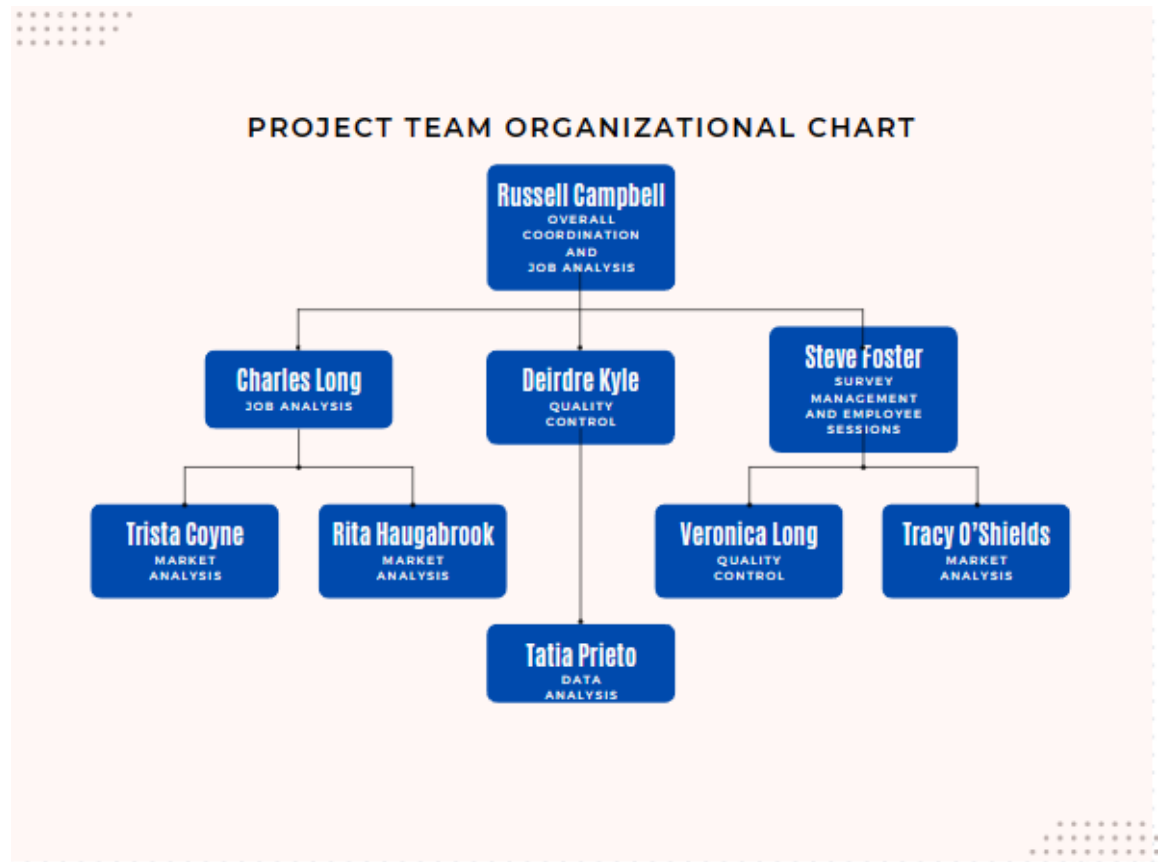 PROJECT TEAM ORGANIZATIONAL CHART
Russell Campbell
OVERALL
COORDINATION
AND
JOB ANALYSIS
Charles Long
JOB ANALYSIS
Deirdre Kyle
QUALITY
CONTROL
Steve Foster
SURVEY
MANAGEMENT
AND EMPLOYEE
SESSIONS
Trista Coyne
MARKET
ANALYSIS
Rita Haugabrook
MARKET
ANALYSIS
Veronica Long
QUALITY
CONTROL
Tracy O'Shields
MARKET
ANALYSIS
Tatia Prieto
DATA
ANALYSIS